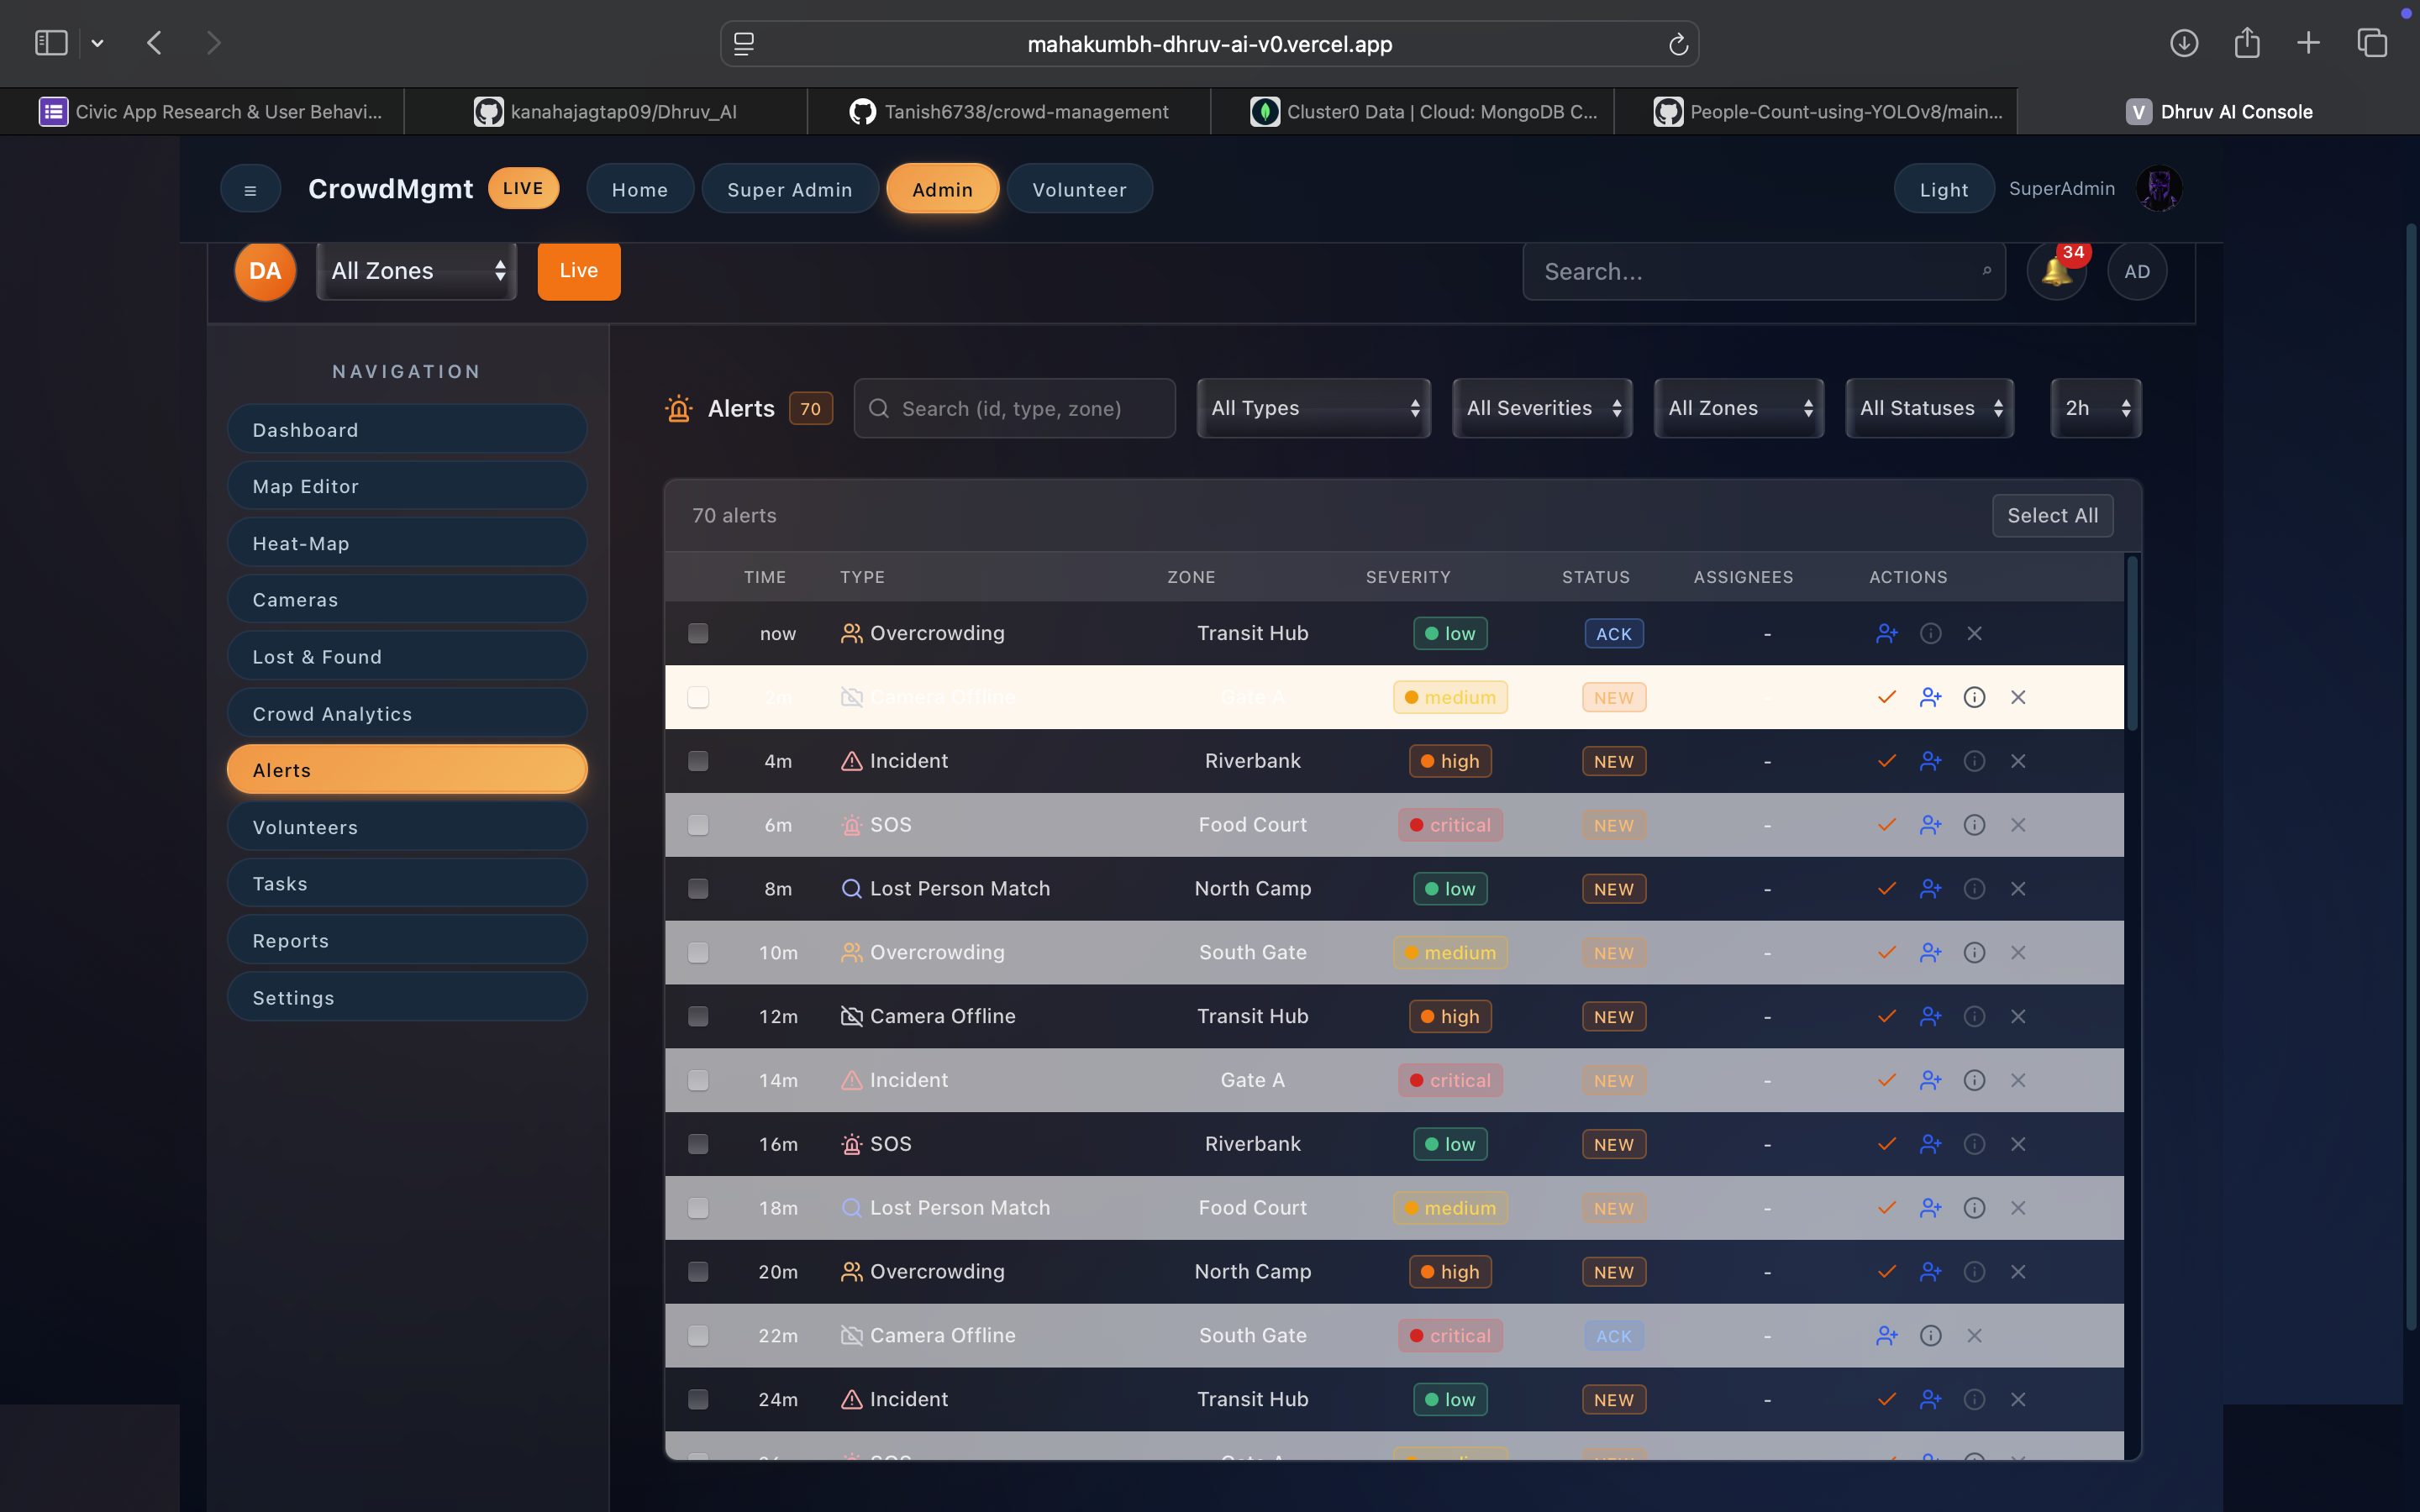 mahakumbh-dhruv-ai-v0.vercel.app
Civic App Research & User Behavi...
kanahajagtap09/Dhruv_AI
Tanish6738/crowd-management
Cluster0 Data | Cloud: MongoDB C...
People-Count-using-YOLOv8/main...
V Dhruv AI Console
CrowdMgmt LIVE Home Super Admin Admin Volunteer Light SuperAdmin
DA All Zones Live Search... 34 AD
NAVIGATION
Dashboard
Map Editor
Heat-Map
Cameras
Lost & Found
Crowd Analytics
Alerts
Volunteers
Tasks
Reports
Settings
Alerts 70 Search (id, type, zone) All Types All Severities All Zones All Statuses 2h
70 alerts Select All
TIME TYPE ZONE SEVERITY STATUS ASSIGNEES ACTIONS
now Overcrowding Transit Hub low ACK -
2m Camera Offline Gate A medium NEW
4m Incident Riverbank high NEW -
6m SOS Food Court critical NEW -
8m Lost Person Match North Camp low NEW -
10m Overcrowding South Gate medium NEW -
12m Camera Offline Transit Hub high NEW -
14m Incident Gate A critical NEW -
16m SOS Riverbank low NEW -
18m Lost Person Match Food Court medium NEW -
20m Overcrowding North Camp high NEW -
22m Camera Offline South Gate critical ACK -
24m Incident Transit Hub low NEW -